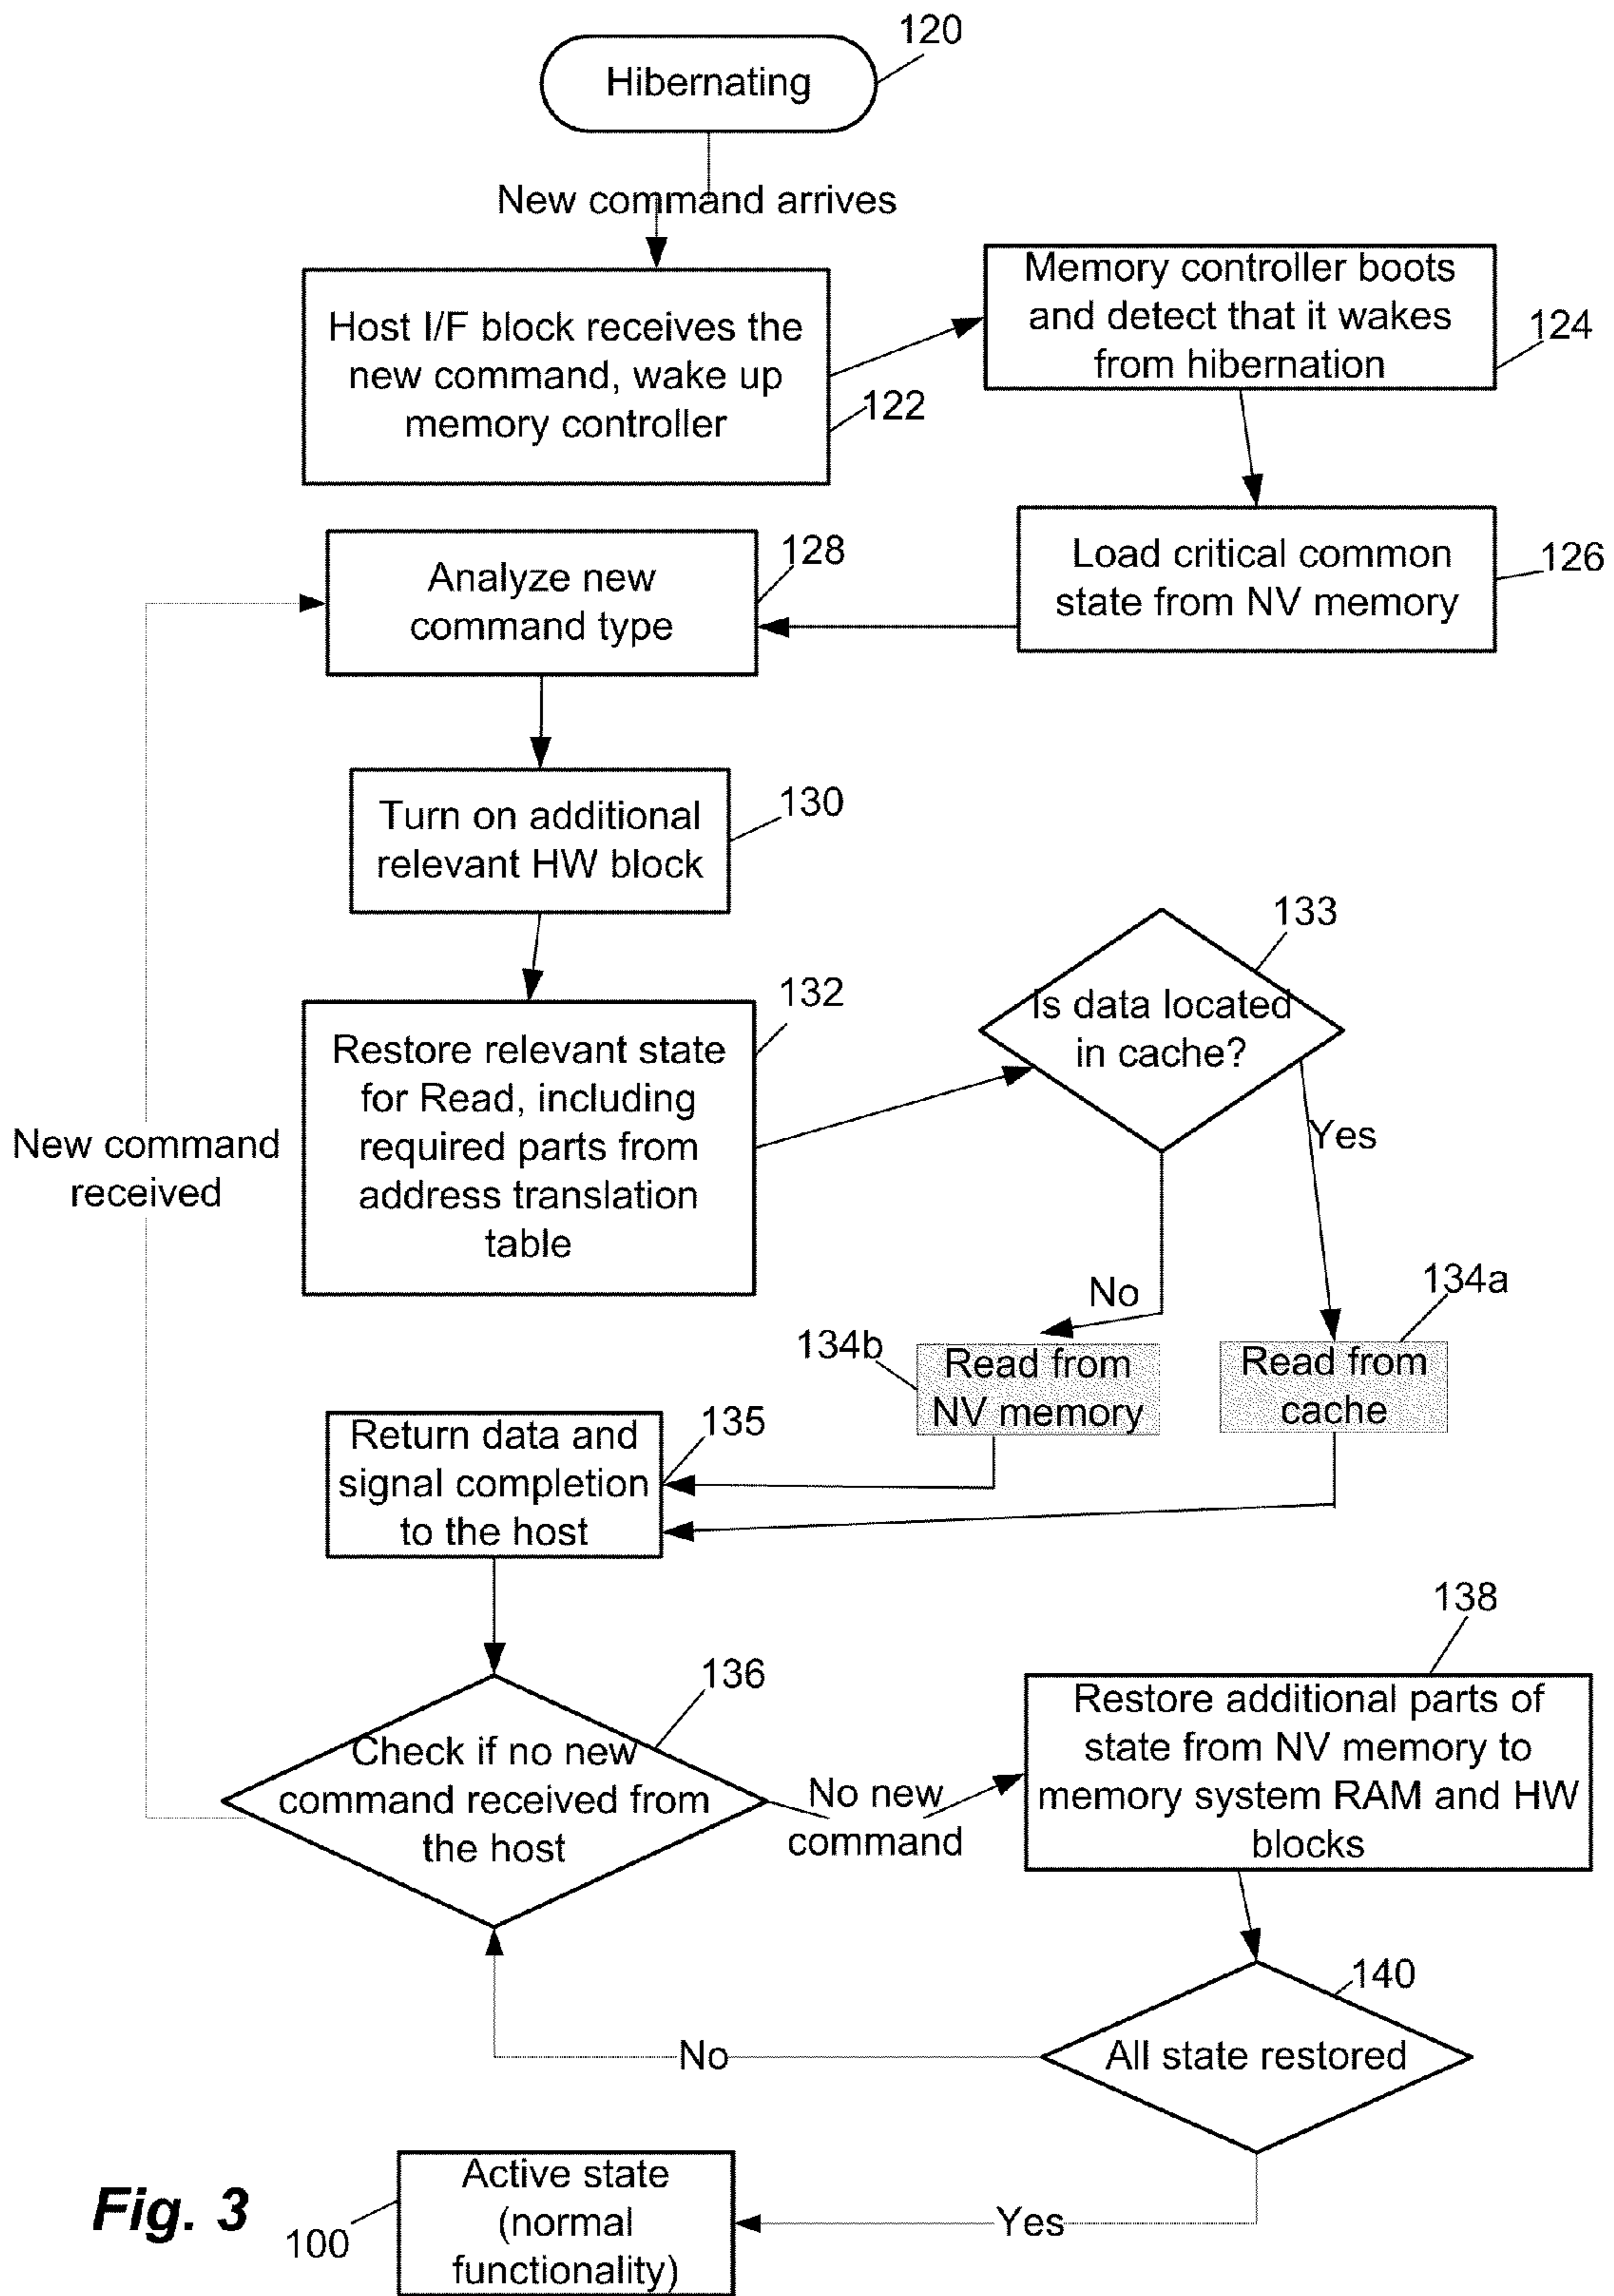 120
Hibernating
New command arrives
Host I/F block receives the
new command, wake up
memory controller
122
Memory controller boots
and detect that it wakes
from hibernation
124
Load critical common
state from NV memory
126
Analyze new
command type
128
Turn on additional
relevant HW block
130
Restore relevant state
for Read, including
required parts from
address translation
table
132
Is data located
in cache?
133
Yes
No
134a
Read from
cache
134b
Read from
NV memory
Return data and
signal completion
to the host
135
New command
received
Check if no new
command received from
the host
136
No new
command
138
Restore additional parts of
state from NV memory to
memory system RAM and HW
blocks
140
All state restored
No
Yes
Active state
(normal
functionality)
100
Fig. 3